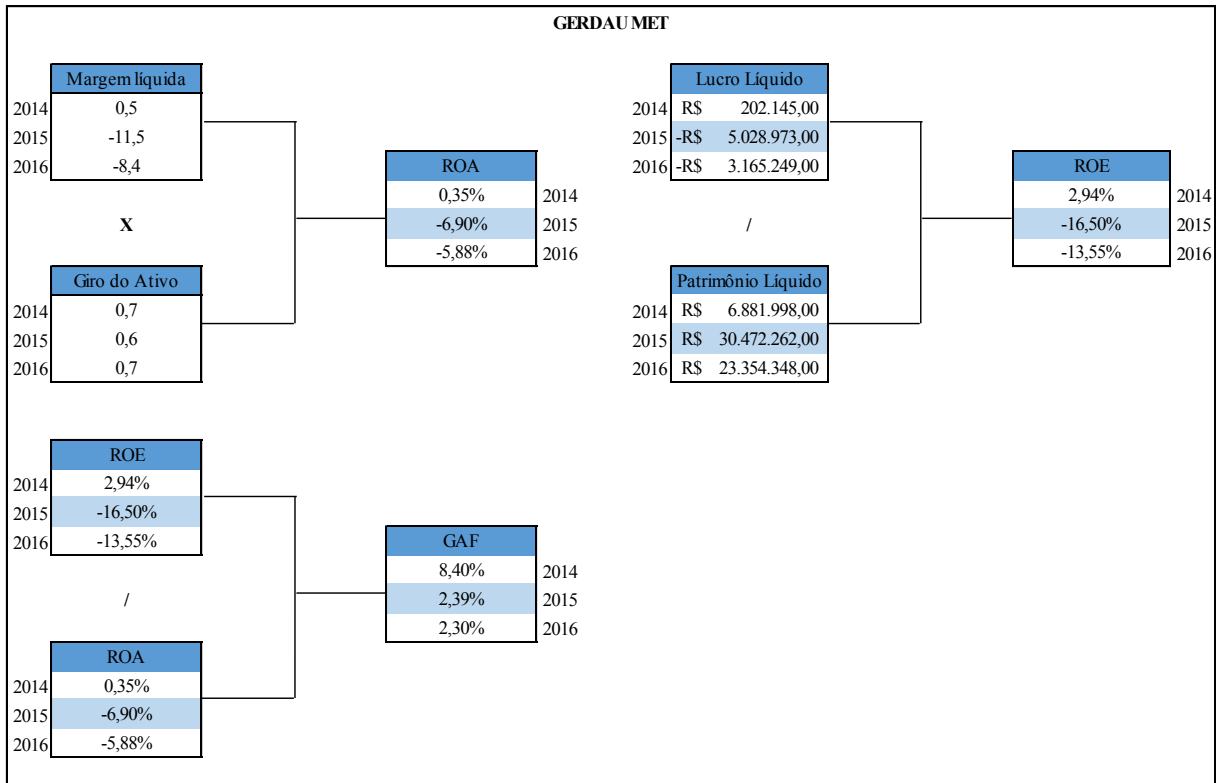 GERDAU MET
Margem líquida
2014 0,5
2015 -11,5
2016 -8,4
X
Giro do Ativo
2014 0,7
2015 0,6
2016 0,7
ROA
0,35% 2014
-6,90% 2015
-5,88% 2016
Lucro Líquido
2014 R$ 202.145,00
2015 -R$ 5.028.973,00
2016 -R$ 3.165.249,00
/
Patrimônio Líquido
2014 R$ 6.881.998,00
2015 R$ 30.472.262,00
2016 R$ 23.354.348,00
ROE
2,94% 2014
-16,50% 2015
-13,55% 2016
ROE
2014 2,94%
2015 -16,50%
2016 -13,55%
/
ROA
2014 0,35%
2015 -6,90%
2016 -5,88%
GAF
8,40% 2014
2,39% 2015
2,30% 2016